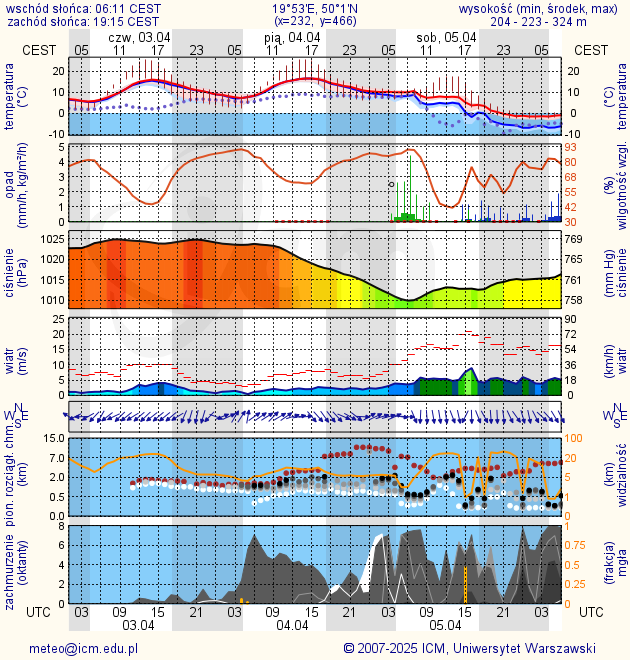 wschód słońca: 06:11 CEST 19°53'E, 50°1'N wysokość (min, środek, max)
zachód słońca: 19:15 CEST (x=232, y=466) 204 - 223 - 324 m
czw, 03.04 pią, 04.04 sob, 05.04
CEST 05 11 17 23 05 11 17 23 05 11 17 23 05 CEST
temperatura (°C)
20 10 0 -10
20 10 0 -10
temperatura (°C)
opad (mm/h, kg/m²/h)
5 4 3 2 1 0
93 80 68 55 42 30
(%) wilgotność wzgl.
ciśnienie (hPa)
1025 1020 1015 1010
769 765 761 758
(mm Hg) ciśnienie
wiatr (m/s)
25 20 15 10 5 0
90 72 54 36 18 0
(km/h) wiatr
N W E S
N W E S
pion. rozciągł. chm. (km)
15.0 7.0 2.0 0.5 0.0
100 20 5 1 0
(km) widzialność
zachmurzenie (oktanty)
8 6 4 2 0
1 0.75 0.5 0.25 0
(frakcja) mgła
UTC 03 09 15 21 03 09 15 21 03 09 15 21 03 UTC
03.04 04.04 05.04
meteo@icm.edu.pl © 2007-2025 ICM, Uniwersytet Warszawski